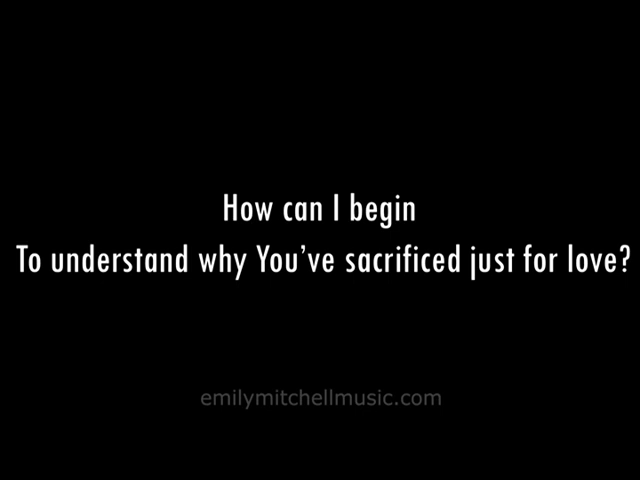 How can I begin
To understand why You’ve sacrificed just for love?
emilymitchellmusic.com